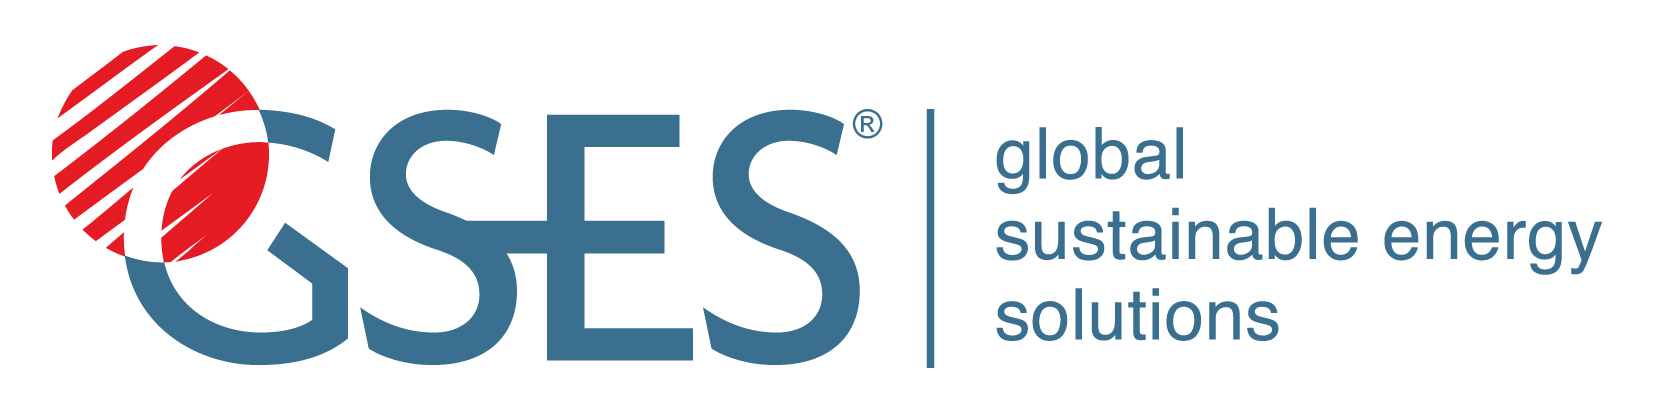 GSES®
global
sustainable energy
solutions